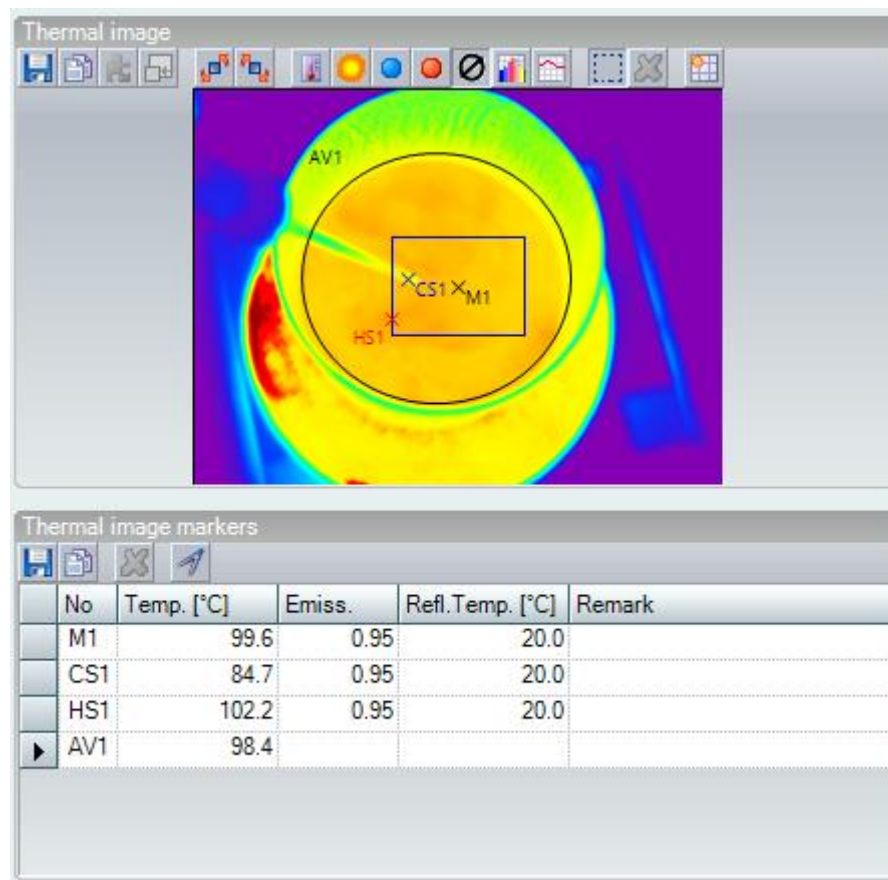 Thermal image
AV1
CS1 M1
HS1
Thermal image markers
No Temp. [°C] Emiss. Refl.Temp. [°C] Remark
M1 99.6 0.95 20.0
CS1 84.7 0.95 20.0
HS1 102.2 0.95 20.0
AV1 98.4